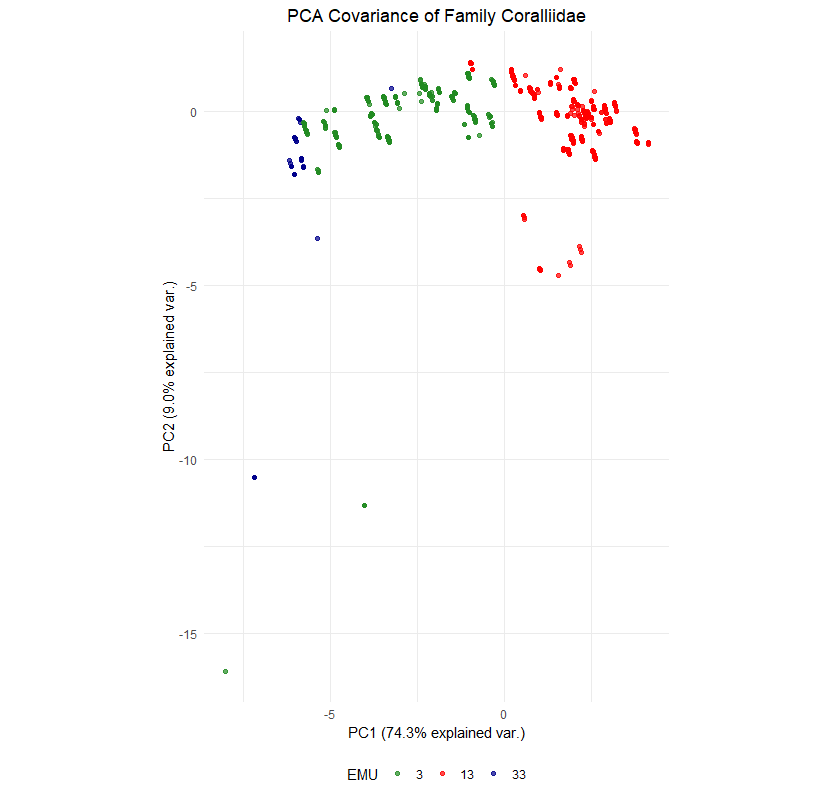 PCA Covariance of Family Coralliidae
PC2 (9.0% explained var.)
0
-5
-10
-15
-5 0
PC1 (74.3% explained var.)
EMU 3 13 33